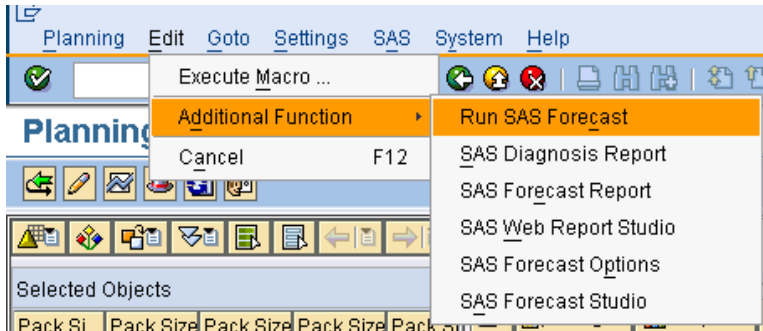 Planning Edit Goto Settings SAS System Help
Execute Macro ...
Additional Function
Cancel F12
Run SAS Forecast
SAS Diagnosis Report
SAS Forecast Report
SAS Web Report Studio
SAS Forecast Options
SAS Forecast Studio
Planning
Selected Objects
Pack Si Pack Size Pack Size Pack Size Pac